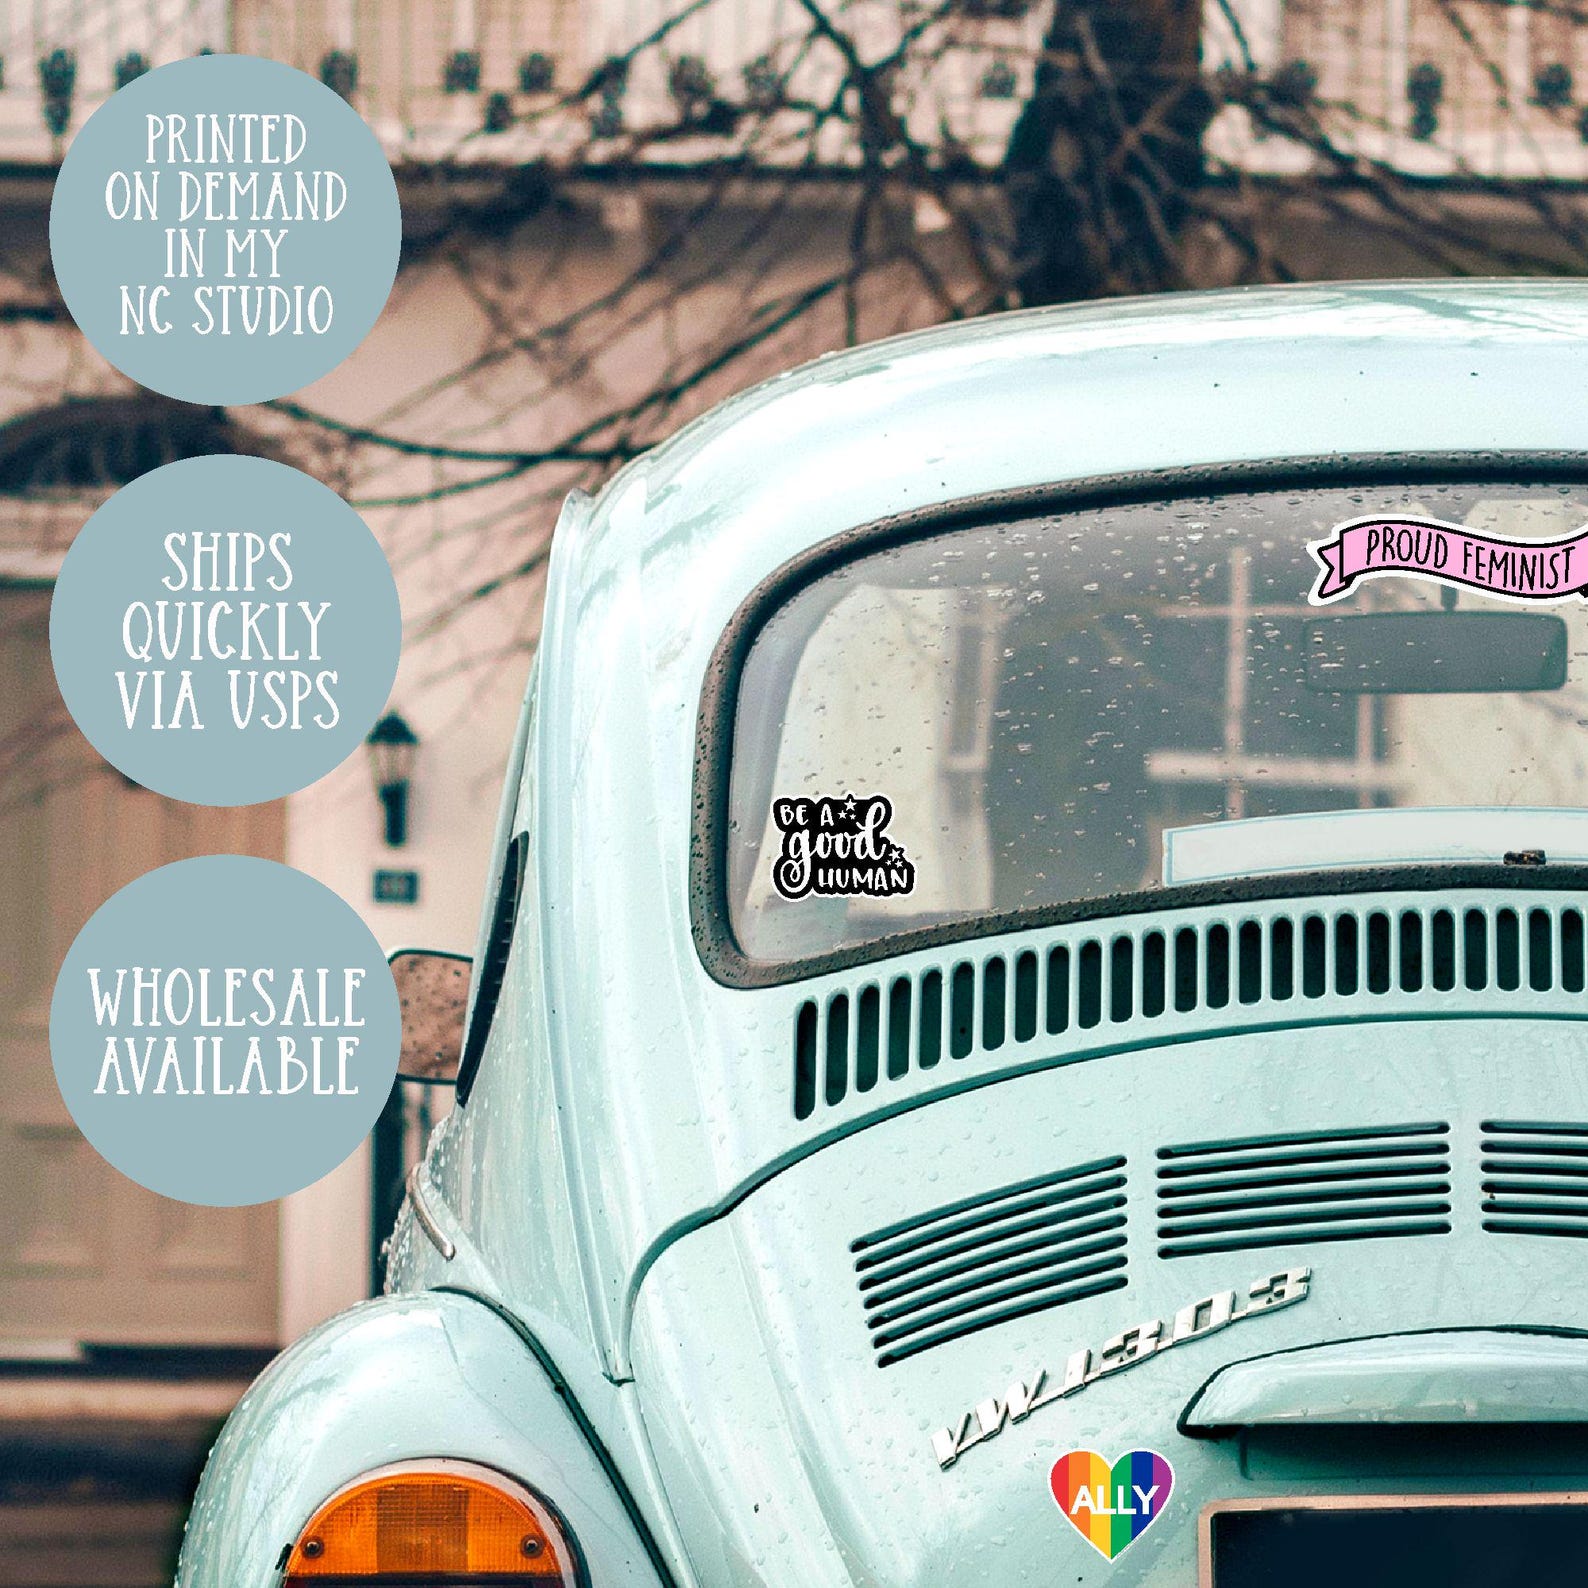 PRINTED
ON DEMAND
IN MY
NC STUDIO
SHIPS
QUICKLY
VIA USPS
WHOLESALE
AVAILABLE
PROUD FEMINIST
BE A
good
HUMAN
VW1303
ALLY